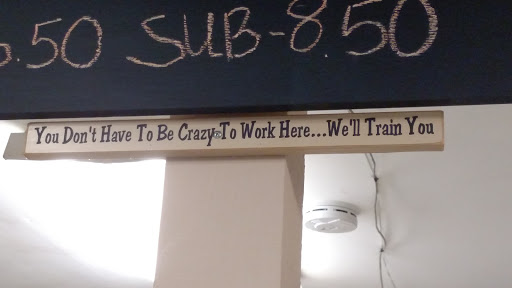 .50 SUB-8.50
You Don't Have To Be Crazy To Work Here...We'll Train You